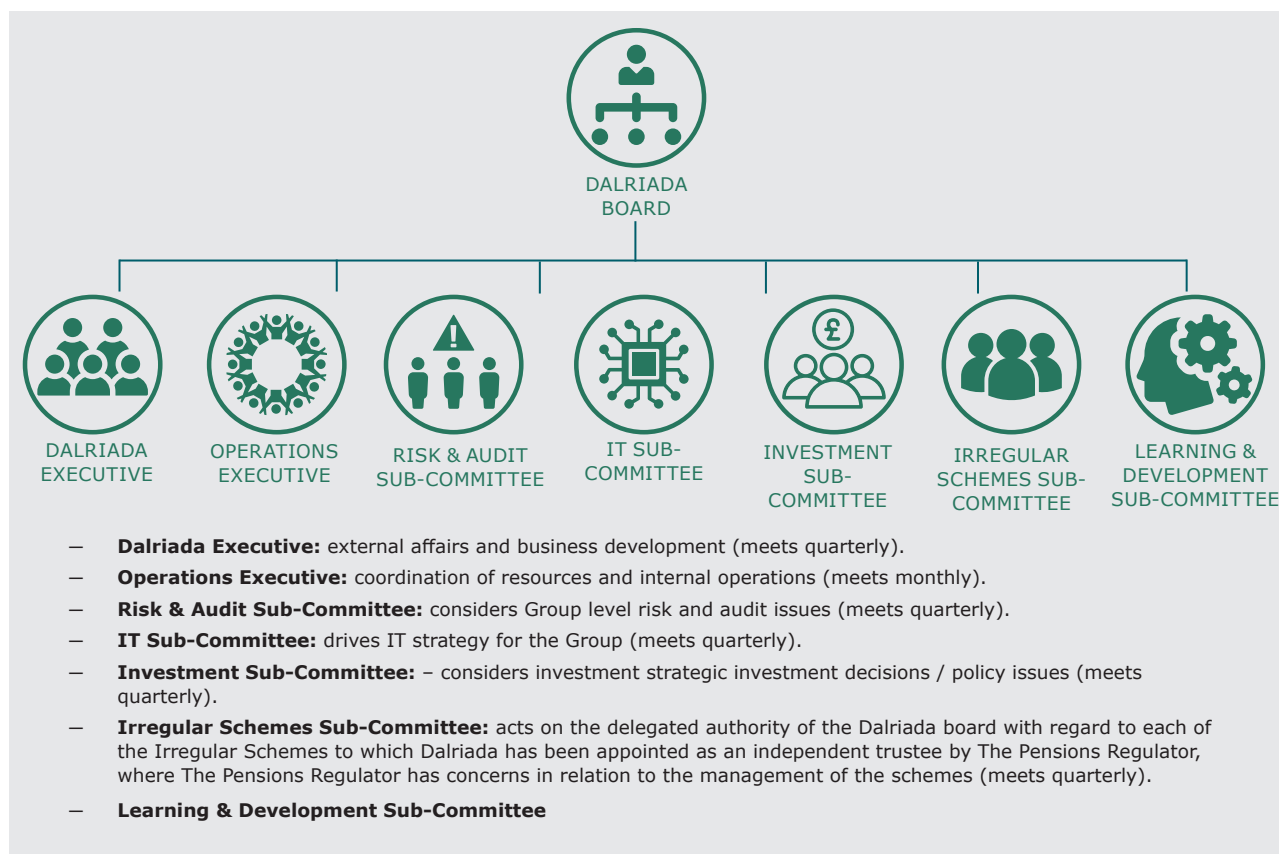 DALRIADA
BOARD
DALRIADA
EXECUTIVE
OPERATIONS
EXECUTIVE
RISK & AUDIT
SUB-COMMITTEE
IT SUB-
COMMITTEE
£
INVESTMENT
SUB-
COMMITTEE
IRREGULAR
SCHEMES SUB-
COMMITTEE
LEARNING &
DEVELOPMENT
SUB-COMMITTEE
— Dalriada Executive: external affairs and business development (meets quarterly).
— Operations Executive: coordination of resources and internal operations (meets monthly).
— Risk & Audit Sub-Committee: considers Group level risk and audit issues (meets quarterly).
— IT Sub-Committee: drives IT strategy for the Group (meets quarterly).
— Investment Sub-Committee: – considers investment strategic investment decisions / policy issues (meets
quarterly).
— Irregular Schemes Sub-Committee: acts on the delegated authority of the Dalriada board with regard to each of
the Irregular Schemes to which Dalriada has been appointed as an independent trustee by The Pensions Regulator,
where The Pensions Regulator has concerns in relation to the management of the schemes (meets quarterly).
— Learning & Development Sub-Committee